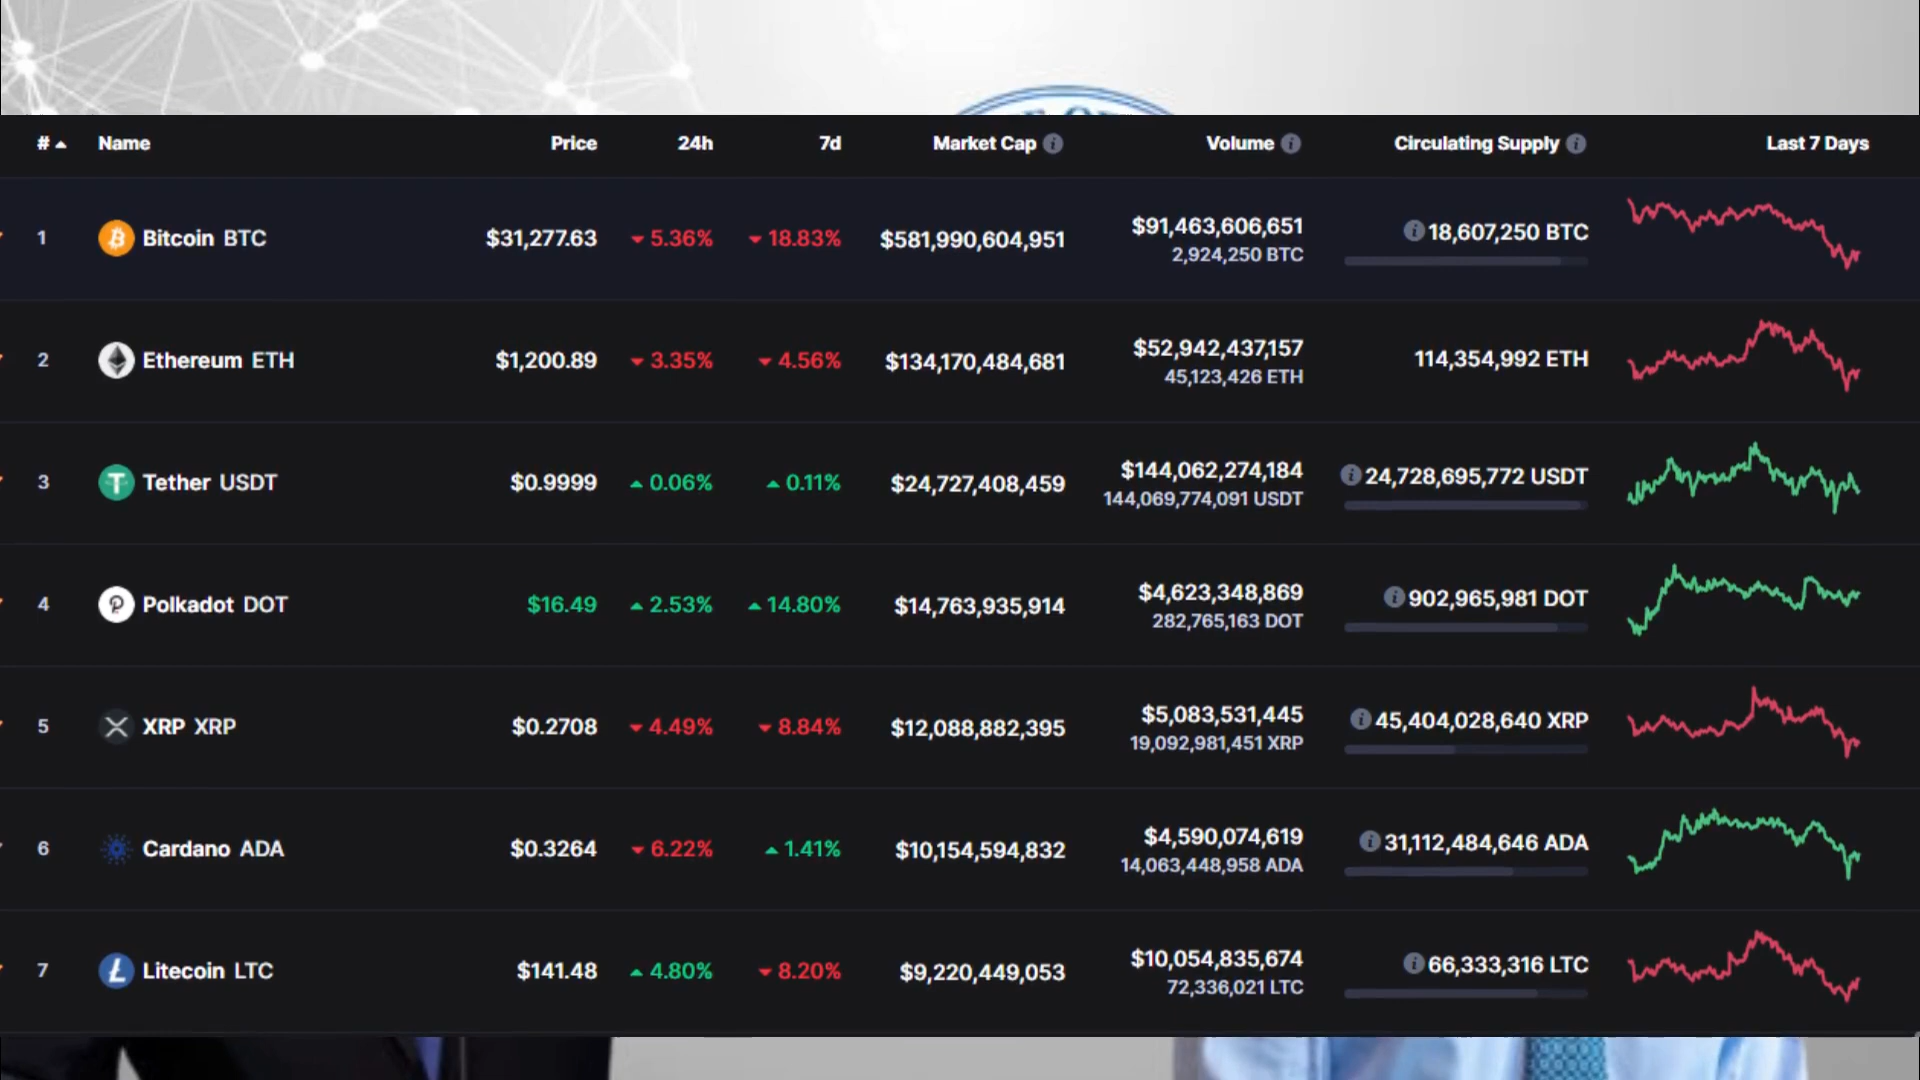 # Name Price 24h 7d Market Cap Volume Circulating Supply Last 7 Days
1 Bitcoin BTC $31,277.63 5.36% 18.83% $581,990,604,951 $91,463,606,651 18,607,250 BTC
2,924,250 BTC
2 Ethereum ETH $1,200.89 3.35% 4.56% $134,170,484,681 $52,942,437,157 114,354,992 ETH
45,123,426 ETH
3 Tether USDT $0.9999 0.06% 0.11% $24,727,408,459 $144,062,274,184 24,728,695,772 USDT
144,069,774,091 USDT
4 Polkadot DOT $16.49 2.53% 14.80% $14,763,935,914 $4,623,348,869 902,965,981 DOT
282,765,163 DOT
5 XRP XRP $0.2708 4.49% 8.84% $12,088,882,395 $5,083,531,445 45,404,028,640 XRP
19,092,981,451 XRP
6 Cardano ADA $0.3264 6.22% 1.41% $10,154,594,832 $4,590,074,619 31,112,484,646 ADA
14,063,448,958 ADA
7 Litecoin LTC $141.48 4.80% 8.20% $9,220,449,053 $10,054,835,674 66,333,316 LTC
72,336,021 LTC